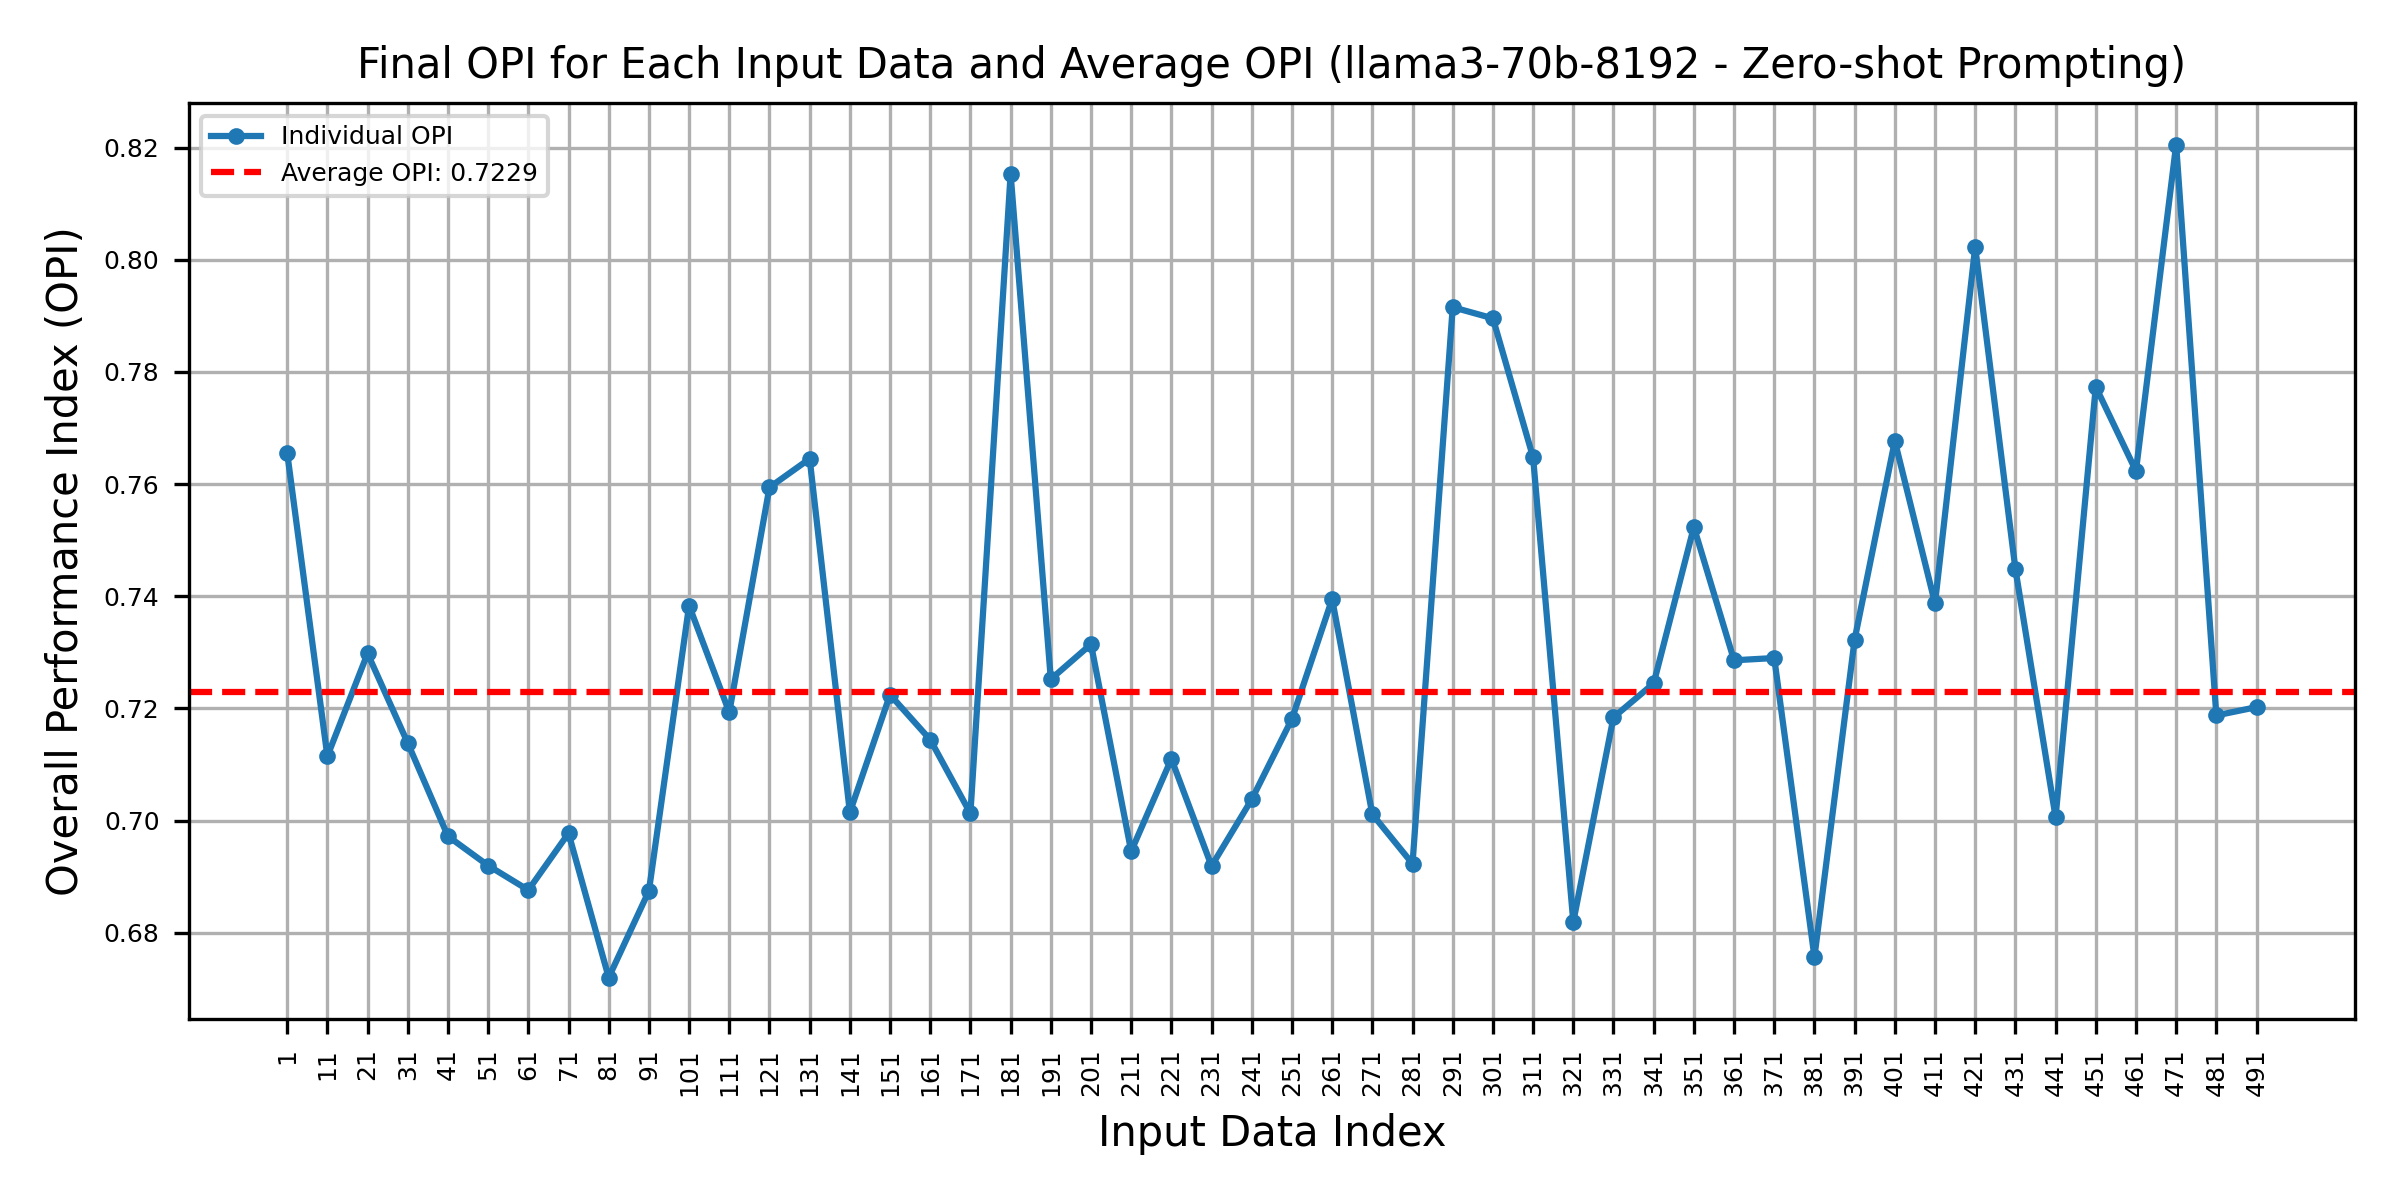 Final OPI for Each Input Data and Average OPI (llama3-70b-8192 - Zero-shot Prompting)
Individual OPI
Average OPI: 0.7229
Overall Performance Index (OPI)
0.82
0.80
0.78
0.76
0.74
0.72
0.70
0.68
1 11 21 31 41 51 61 71 81 91 101 111 121 131 141 151 161 171 181 191 201 211 221 231 241 251 261 271 281 291 301 311 321 331 341 351 361 371 381 391 401 411 421 431 441 451 461 471 481 491
Input Data Index